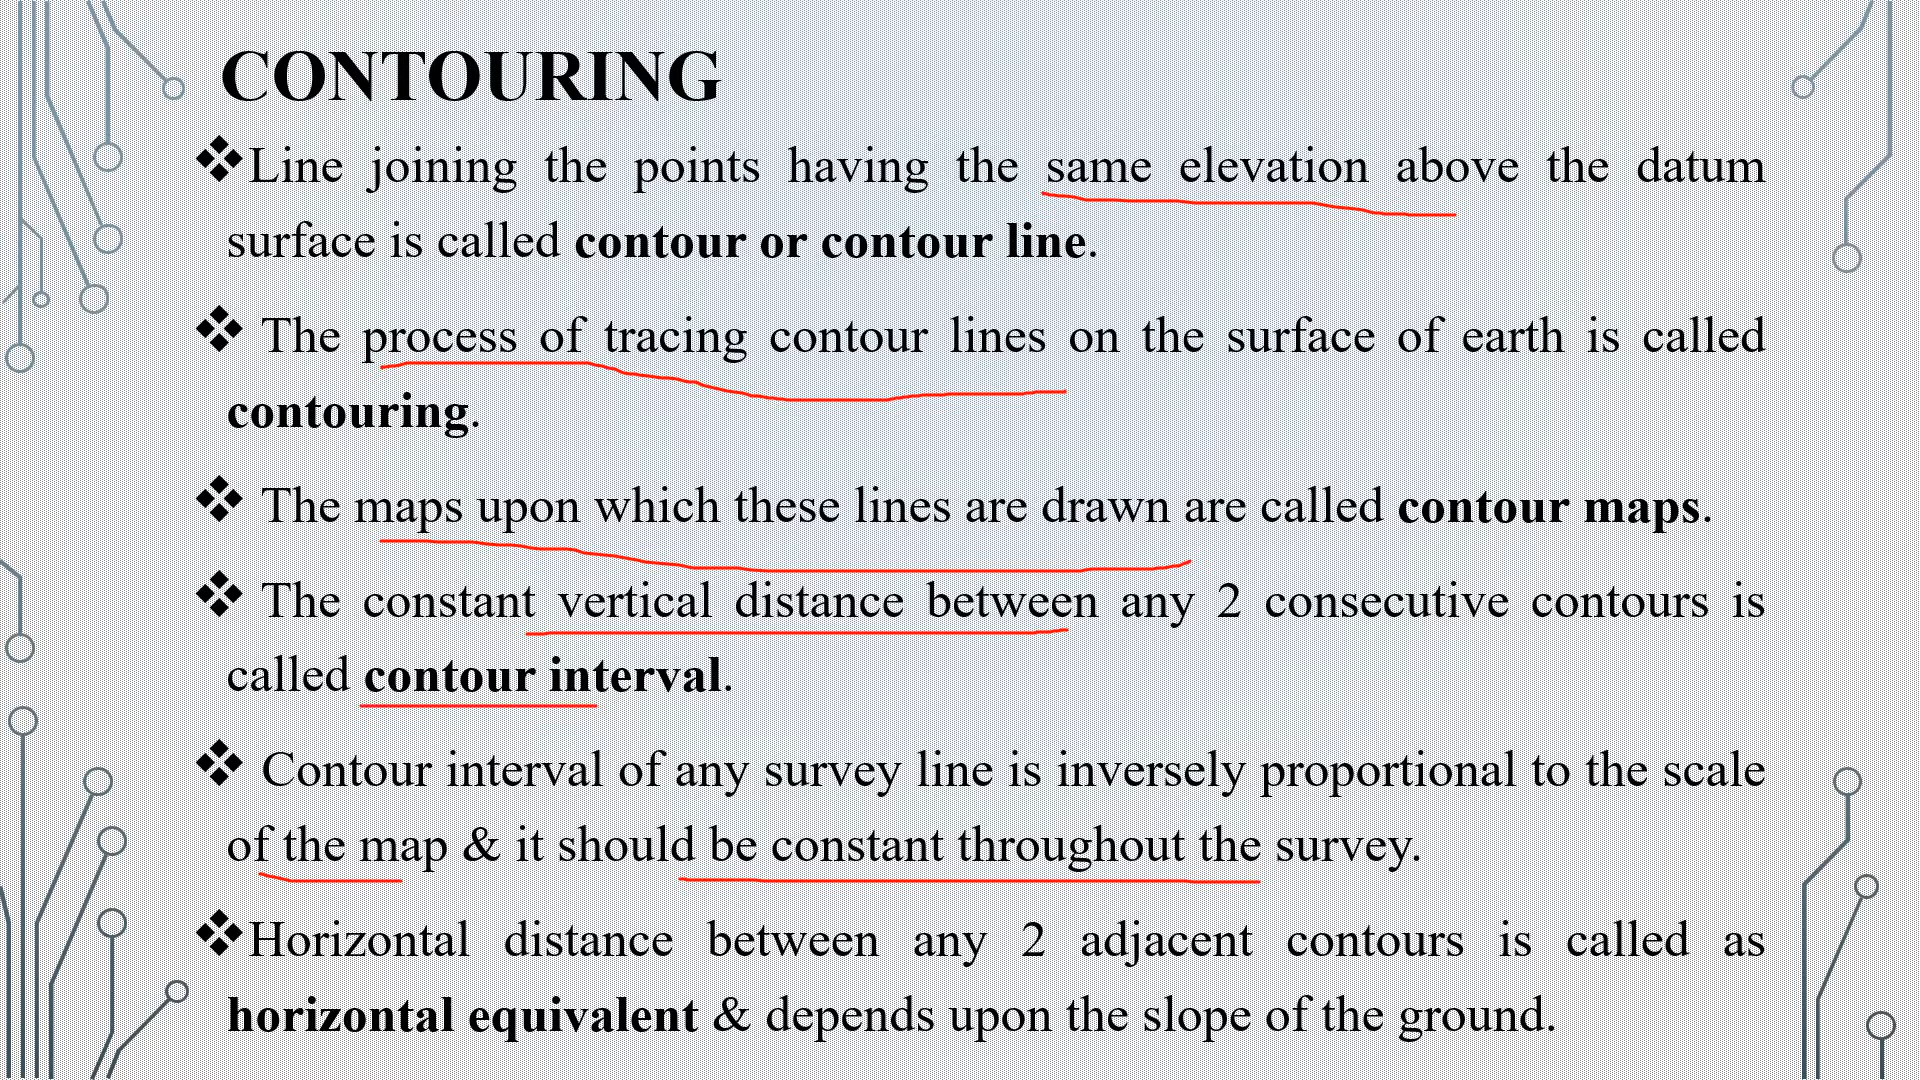 CONTOURING
❖Line joining the points having the same elevation above the datum
surface is called contour or contour line.
❖ The process of tracing contour lines on the surface of earth is called
contouring.
❖ The maps upon which these lines are drawn are called contour maps.
❖ The constant vertical distance between any 2 consecutive contours is
called contour interval.
❖ Contour interval of any survey line is inversely proportional to the scale
of the map & it should be constant throughout the survey.
❖Horizontal distance between any 2 adjacent contours is called as
horizontal equivalent & depends upon the slope of the ground.